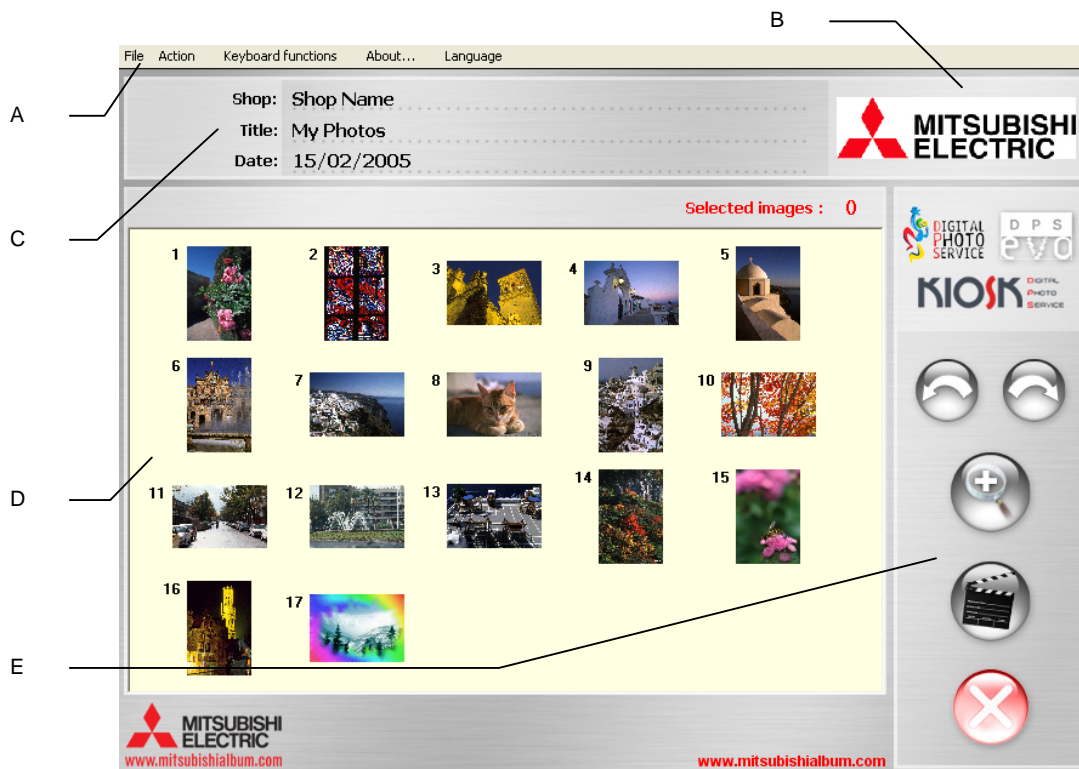 B
File Action Keyboard functions About... Language
A
Shop: Shop Name
Title: My Photos
Date: 15/02/2005
MITSUBISHI
ELECTRIC
C
Selected images : 0
DIGITAL
PHOTO
SERVICE
DPS
evo
KIOSK DIGITAL
PHOTO
SERVICE
1 2 3 4 5
6 7 8 9 10
D
11 12 13 14 15
16 17
E
MITSUBISHI
ELECTRIC
www.mitsubishialbum.com www.mitsubishialbum.com